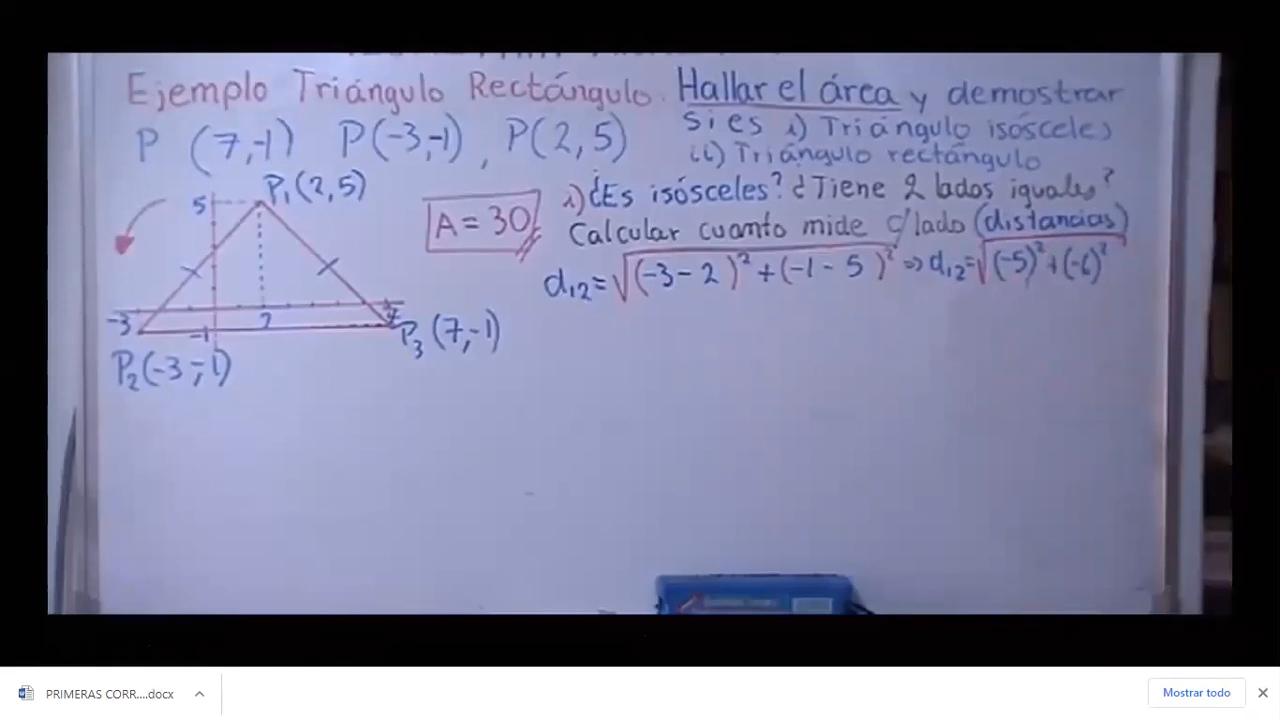 Ejemplo Triángulo Rectángulo. Hallar el área y demostrar
si es i) Triángulo isósceles
ii) Triángulo rectángulo
P (7,-1) P(-3,-1), P(2,5)
P1(2,5)
5
-3
2
7
-1
P2(-3,-1)
P3(7,-1)
A = 30
i) ¿Es isósceles? ¿Tiene 2 lados iguales?
Calcular cuanto mide c/lado (distancias)
d12=√(-3-2)²+(-1-5)² => d12=√(-5)²+(-6)²
PRIMERAS CORR....docx
Mostrar todo